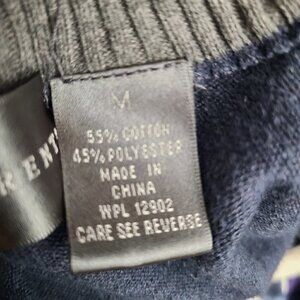 M
55% COTTON
45% POLYESTER
MADE IN
CHINA
WPL 12902
CARE SEE REVERSE